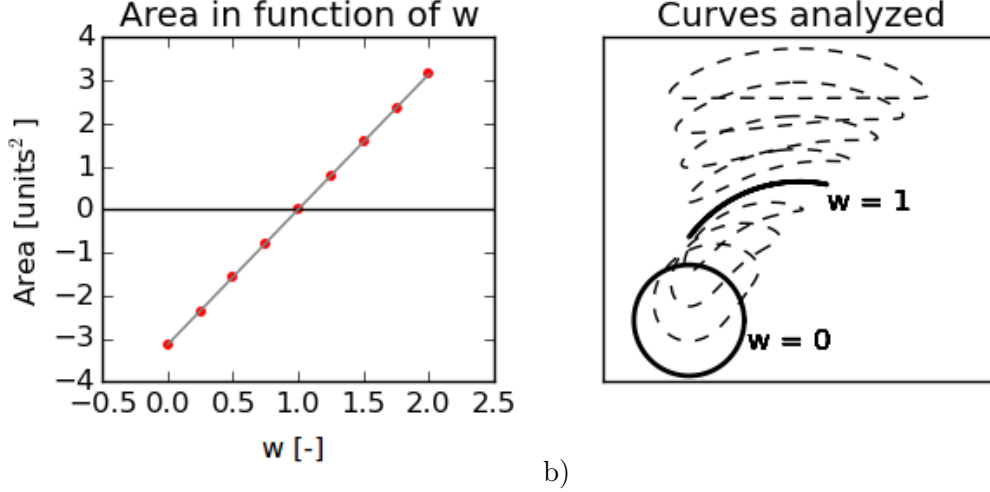 Area in function of w
Area [units² ]
4
3
2
1
0
−1
−2
−3
−4
−0.5 0.0 0.5 1.0 1.5 2.0 2.5
w [-]
Curves analyzed
w = 1
w = 0
b)